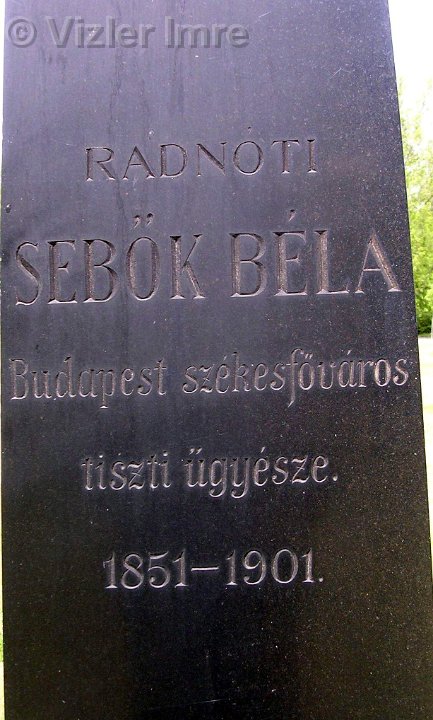 © Vizler Imre
RADNÓTI
SEBŐK BÉLA
Budapest székesfőváros
tiszti ügyésze.
1851–1901.